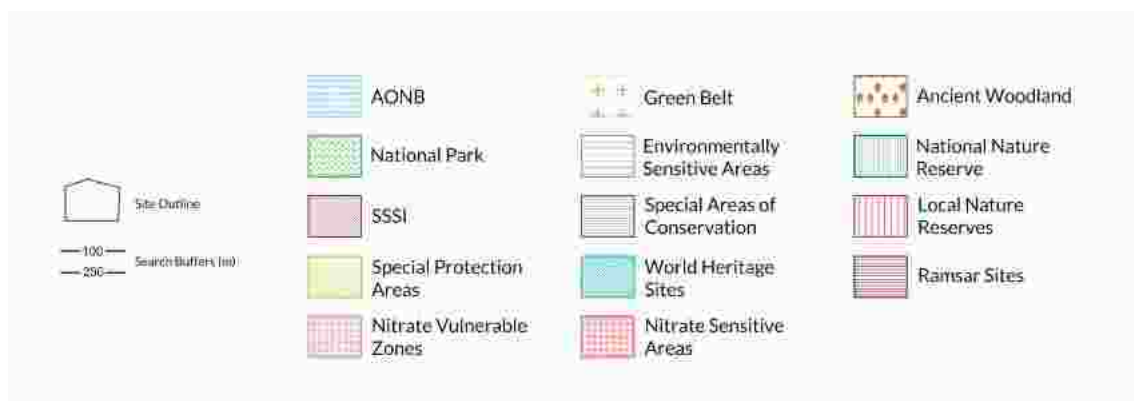 AONB
Green Belt
Ancient Woodland
National Park
Environmentally
Sensitive Areas
National Nature
Reserve
Site Outline
SSSI
Special Areas of
Conservation
Local Nature
Reserves
100
250
Search Buffers (m)
Special Protection
Areas
World Heritage
Sites
Ramsar Sites
Nitrate Vulnerable
Zones
Nitrate Sensitive
Areas